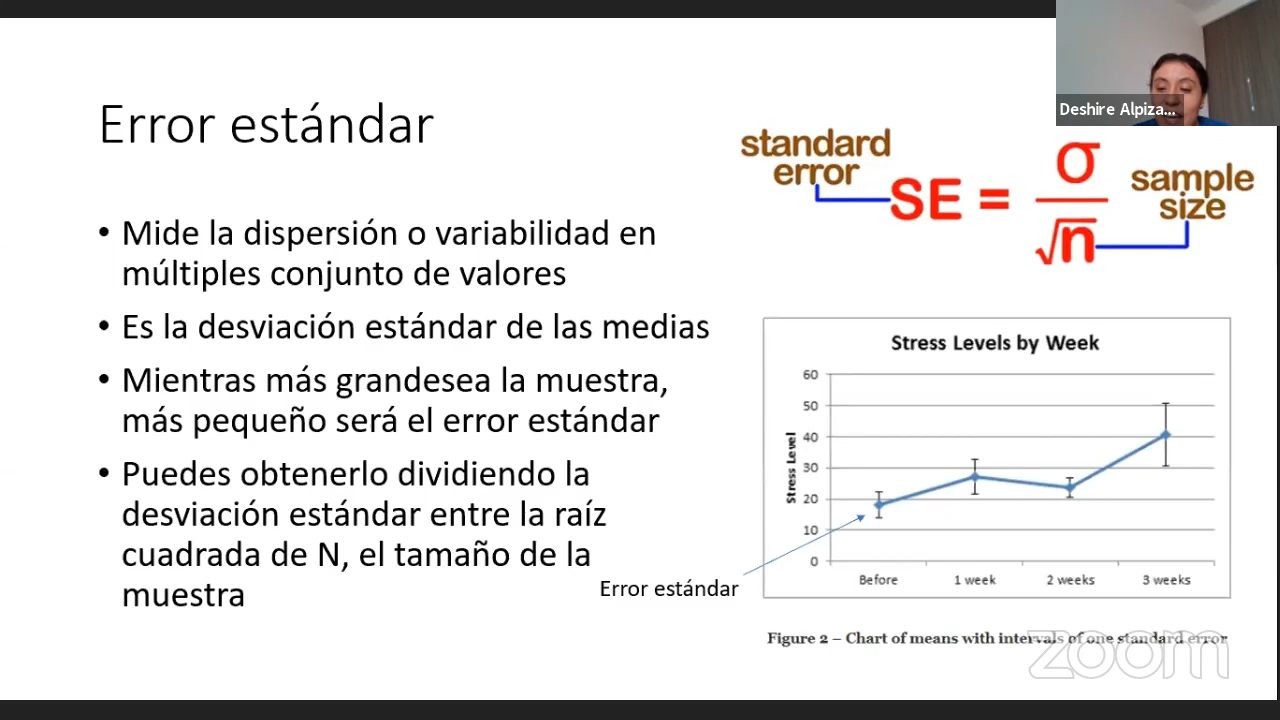 Deshire Alpiza...
Error estándar
standard
error
SE =
σ
√n
sample
size
• Mide la dispersión o variabilidad en
múltiples conjunto de valores
• Es la desviación estándar de las medias
• Mientras más grandesea la muestra,
más pequeño será el error estándar
• Puedes obtenerlo dividiendo la
desviación estándar entre la raíz
cuadrada de N, el tamaño de la
muestra
Error estándar
Stress Levels by Week
Stress Level
60
50
40
30
20
10
0
Before 1 week 2 weeks 3 weeks
Figure 2 – Chart of means with intervals of one standard error
zoom